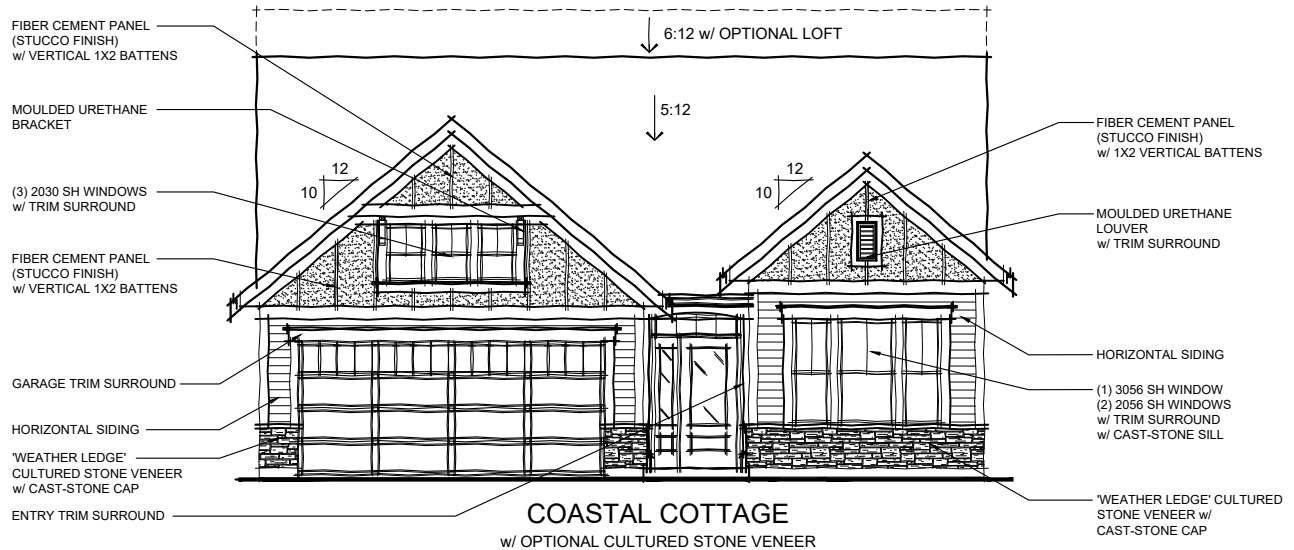 FIBER CEMENT PANEL
(STUCCO FINISH)
w/ VERTICAL 1X2 BATTENS
MOULDED URETHANE
BRACKET
(3) 2030 SH WINDOWS
w/ TRIM SURROUND
FIBER CEMENT PANEL
(STUCCO FINISH)
w/ VERTICAL 1X2 BATTENS
GARAGE TRIM SURROUND
HORIZONTAL SIDING
'WEATHER LEDGE'
CULTURED STONE VENEER
w/ CAST-STONE CAP
ENTRY TRIM SURROUND
6:12 w/ OPTIONAL LOFT
5:12
12
10
12
10
FIBER CEMENT PANEL
(STUCCO FINISH)
w/ 1X2 VERTICAL BATTENS
MOULDED URETHANE
LOUVER
w/ TRIM SURROUND
HORIZONTAL SIDING
(1) 3056 SH WINDOW
(2) 2056 SH WINDOWS
w/ TRIM SURROUND
w/ CAST-STONE SILL
'WEATHER LEDGE' CULTURED
STONE VENEER w/
CAST-STONE CAP
COASTAL COTTAGE
w/ OPTIONAL CULTURED STONE VENEER